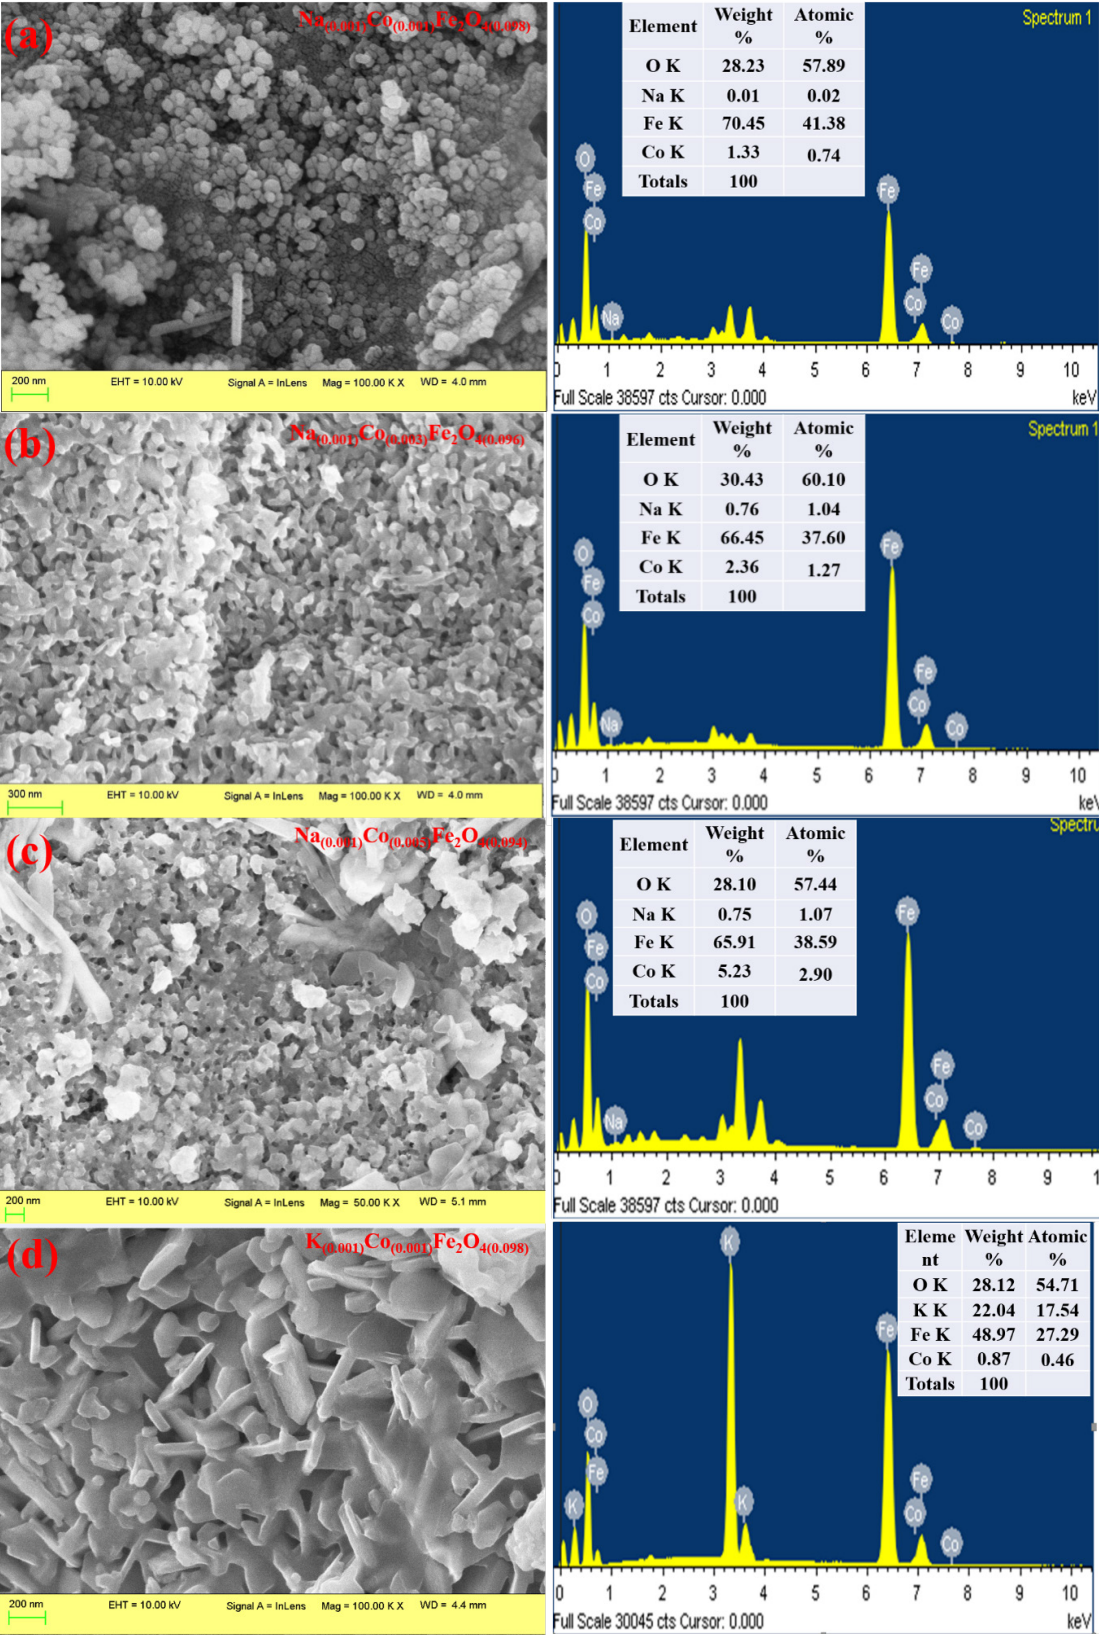 (a)
Na(0.001)Co(0.001)Fe2O4(0.098)
200 nm EHT = 10.00 kV Signal A = InLens Mag = 100.00 K X WD = 4.0 mm
Spectrum 1
Element Weight % Atomic %
O K 28.23 57.89
Na K 0.01 0.02
Fe K 70.45 41.38
Co K 1.33 0.74
Totals 100
O
Fe
Co
Na
Fe
Fe
Co
Co
1 2 3 4 5 6 7 8 9 10
Full Scale 38597 cts Cursor: 0.000 keV
(b)
Na(0.001)Co(0.003)Fe2O4(0.096)
300 nm EHT = 10.00 kV Signal A = InLens Mag = 100.00 K X WD = 4.0 mm
Spectrum 1
Element Weight % Atomic %
O K 30.43 60.10
Na K 0.76 1.04
Fe K 66.45 37.60
Co K 2.36 1.27
Totals 100
O
Fe
Co
Na
Fe
Fe
Co
Co
1 2 3 4 5 6 7 8 9 10
Full Scale 38597 cts Cursor: 0.000 keV
(c)
Na(0.001)Co(0.005)Fe2O4(0.094)
200 nm EHT = 10.00 kV Signal A = InLens Mag = 50.00 K X WD = 5.1 mm
Spectru
Element Weight % Atomic %
O K 28.10 57.44
Na K 0.75 1.07
Fe K 65.91 38.59
Co K 5.23 2.90
Totals 100
O
Fe
Co
Na
Fe
Fe
Co
Co
0 1 2 3 4 5 6 7 8 9 1
Full Scale 38597 cts Cursor: 0.000
(d)
K(0.001)Co(0.001)Fe2O4(0.098)
200 nm EHT = 10.00 kV Signal A = InLens Mag = 100.00 K X WD = 4.4 mm
Element Weight % Atomic %
O K 28.12 54.71
K K 22.04 17.54
Fe K 48.97 27.29
Co K 0.87 0.46
Totals 100
K
O
Co
Fe
K
K
Fe
Fe
Co
Co
0 1 2 3 4 5 6 7 8 9 10
Full Scale 30045 cts Cursor: 0.000 keV